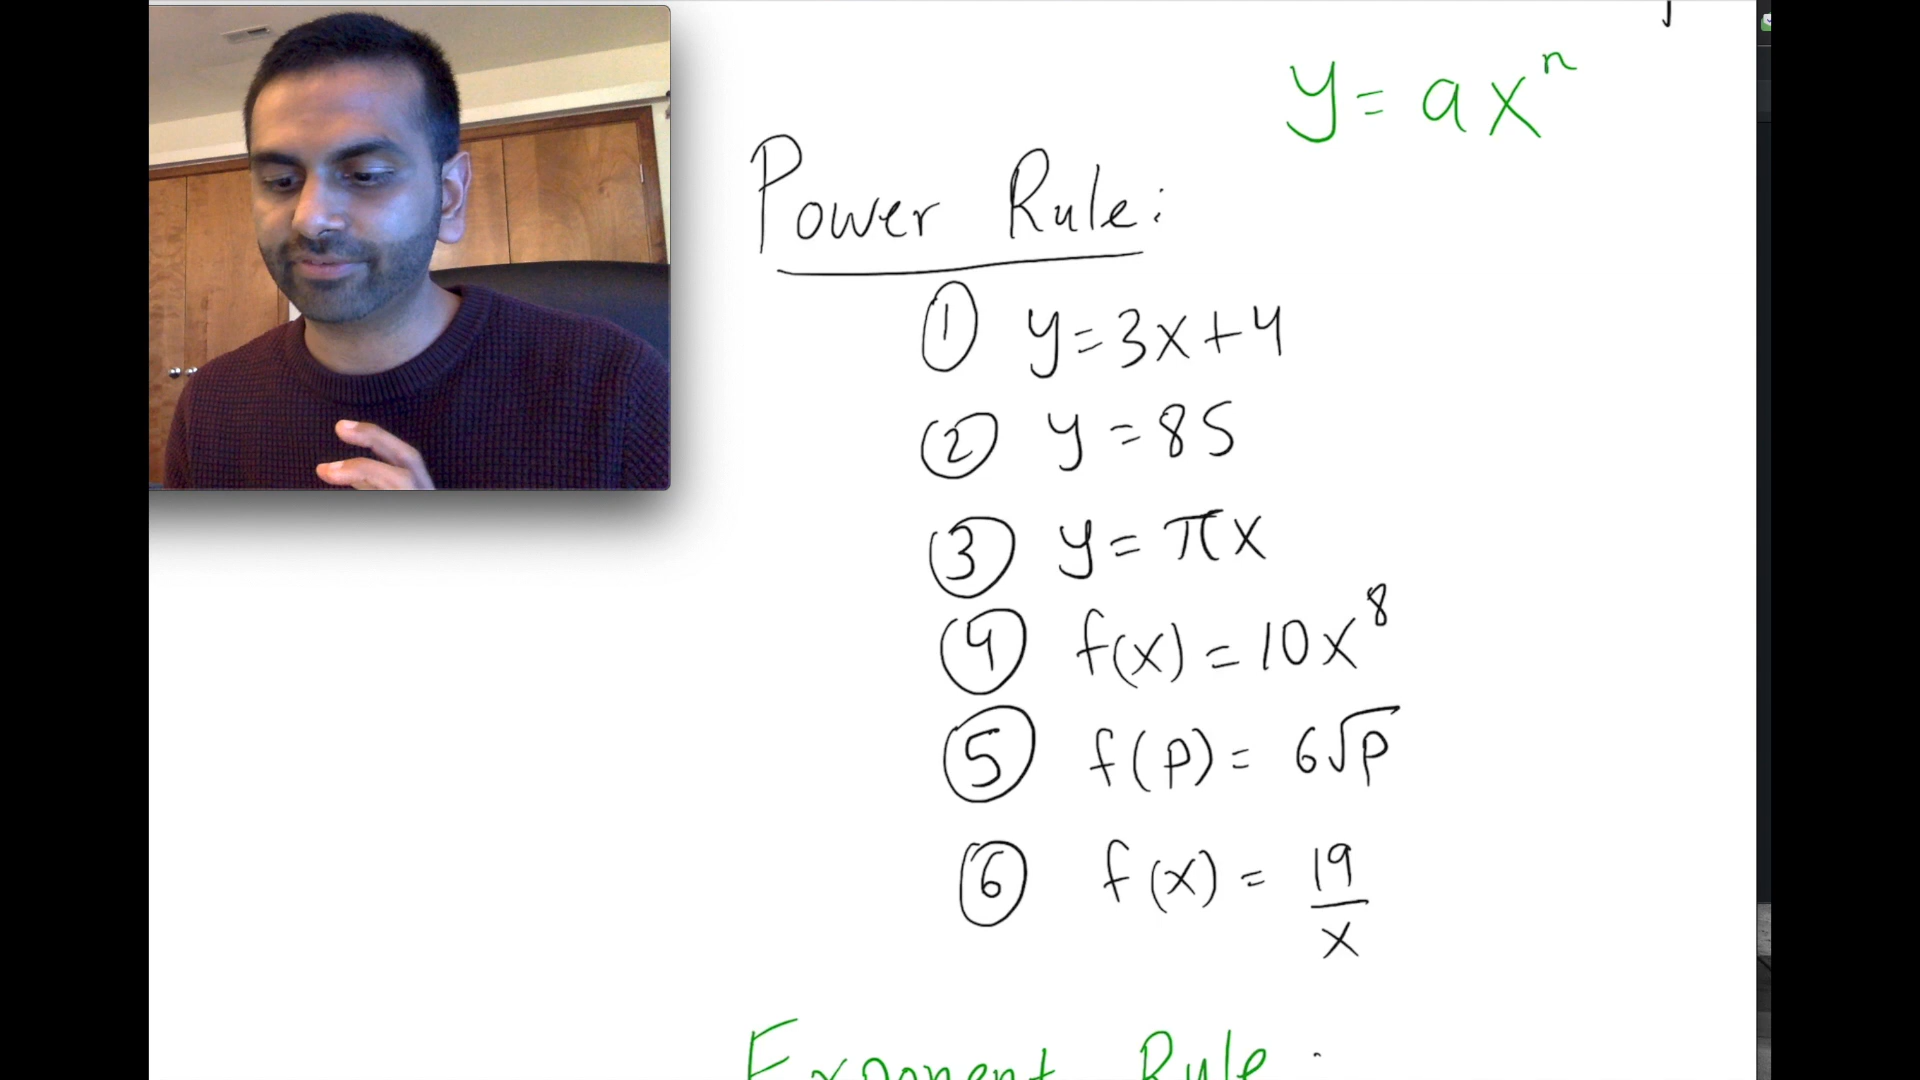 y = ax^n
Power Rule:
① y = 3x + 4
② y = 85
③ y = πx
④ f(x) = 10x^8
⑤ f(p) = 6√p
⑥ f(x) = 19/x
Exponent Rule: